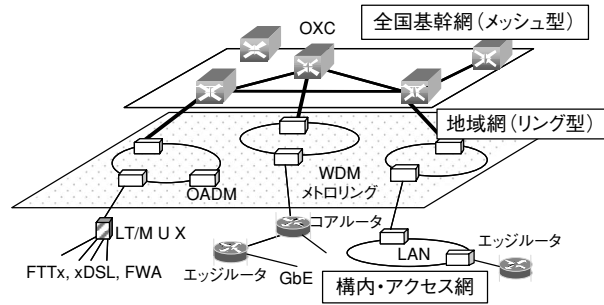 全国基幹網（メッシュ型）
OXC
地域網（リング型）
WDM
メトロリング
OADM
LT/M U X
コアルータ
エッジルータ
LAN
FTTx, xDSL, FWA
エッジルータ
GbE
構内・アクセス網